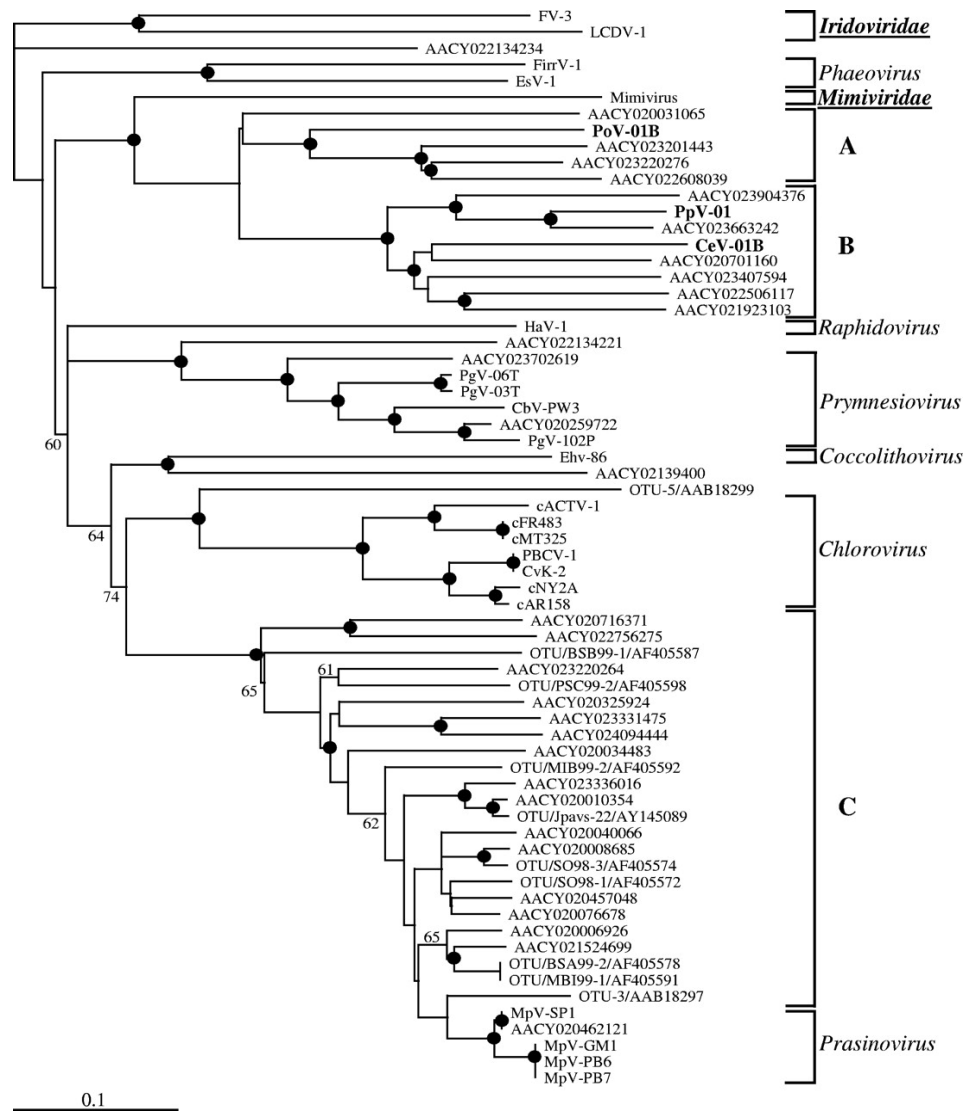 FV-3
LCDV-1
Iridoviridae
AACY022134234
FirrV-1
EsV-1
Phaeovirus
Mimivirus
Mimiviridae
AACY020031065
PoV-01B
AACY023201443
AACY023220276
AACY022608039
A
AACY023904376
PpV-01
AACY023663242
CeV-01B
AACY020701160
AACY023407594
AACY022506117
AACY021923103
B
HaV-1
Raphidovirus
AACY022134221
AACY023702619
PgV-06T
PgV-03T
CbV-PW3
AACY020259722
PgV-102P
Prymnesiovirus
60
Ehv-86
AACY02139400
Coccolithovirus
64
OTU-5/AAB18299
cACTV-1
cFR483
cMT325
PBCV-1
CvK-2
cNY2A
cAR158
Chlorovirus
74
AACY020716371
AACY022756275
OTU/BSB99-1/AF405587
65
61
AACY023220264
OTU/PSC99-2/AF405598
AACY020325924
AACY023331475
AACY024094444
AACY020034483
OTU/MIB99-2/AF405592
62
AACY023336016
AACY020010354
OTU/Jpavs-22/AY145089
AACY020040066
AACY020008685
OTU/SO98-3/AF405574
OTU/SO98-1/AF405572
AACY020457048
AACY020076678
65
AACY020006926
AACY021524699
OTU/BSA99-2/AF405578
OTU/MBI99-1/AF405591
OTU-3/AAB18297
C
MpV-SP1
AACY020462121
MpV-GM1
MpV-PB6
MpV-PB7
Prasinovirus
0.1